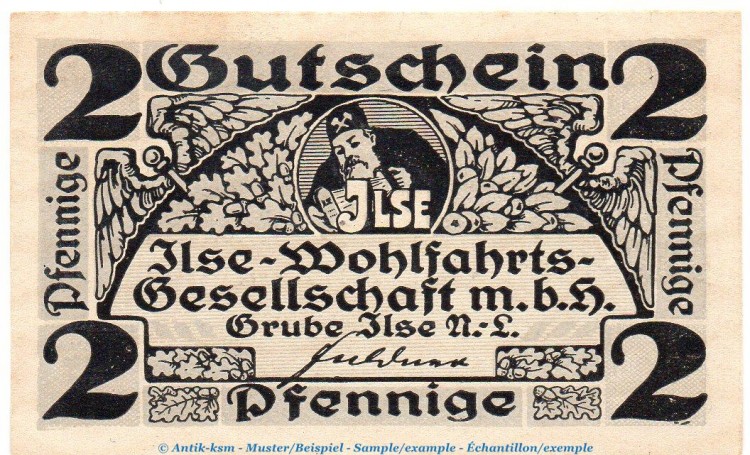 2 Gutschein 2
Pfennige
Pfennige
JLSE
Ilse-Wohlfahrts-
Gesellschaft m.b.H.
Grube Ilse N.-L.
2 Pfennige 2
© Antik-ksm - Muster/Beispiel - Sample/example - Échantillon/exemple